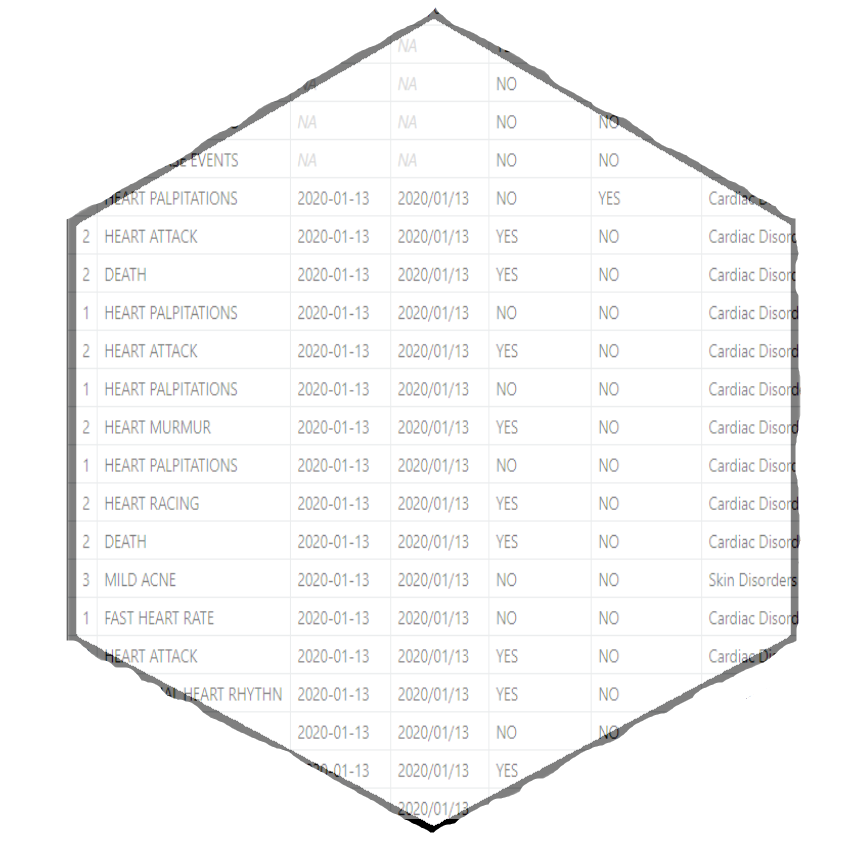 NA
NA NO
NA NA NO NO
EVENTS NA NA NO NO
HEART PALPITATIONS 2020-01-13 2020/01/13 NO YES Cardiac
2 HEART ATTACK 2020-01-13 2020/01/13 YES NO Cardiac Disord
2 DEATH 2020-01-13 2020/01/13 YES NO Cardiac Disord
1 HEART PALPITATIONS 2020-01-13 2020/01/13 NO NO Cardiac Disord
2 HEART ATTACK 2020-01-13 2020/01/13 YES NO Cardiac Disord
1 HEART PALPITATIONS 2020-01-13 2020/01/13 NO NO Cardiac Disord
2 HEART MURMUR 2020-01-13 2020/01/13 YES NO Cardiac Disord
1 HEART PALPITATIONS 2020-01-13 2020/01/13 NO NO Cardiac Disord
2 HEART RACING 2020-01-13 2020/01/13 YES NO Cardiac Disord
2 DEATH 2020-01-13 2020/01/13 YES NO Cardiac Disord
3 MILD ACNE 2020-01-13 2020/01/13 NO NO Skin Disorders
1 FAST HEART RATE 2020-01-13 2020/01/13 NO NO Cardiac Disord
HEART ATTACK 2020-01-13 2020/01/13 YES NO Cardiac Di
AL HEART RHYTHN 2020-01-13 2020/01/13 YES NO
2020-01-13 2020/01/13 NO NO
20-01-13 2020/01/13 YES
2020/01/13